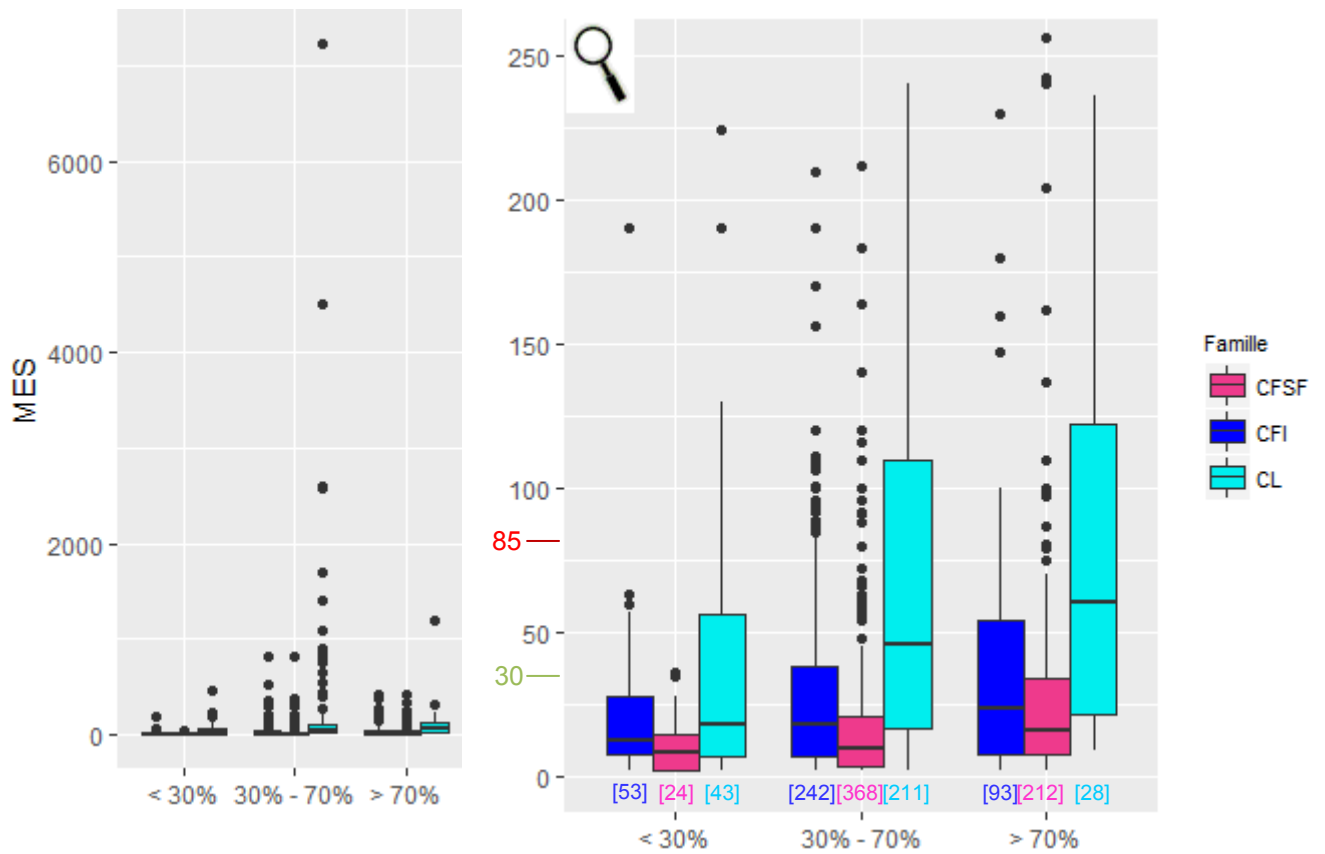 MES
6000
4000
2000
0
< 30% 30% - 70% > 70%
250
200
150
100
85
50
30
0
[53] [24] [43] [242] [368] [211] [93] [212] [28]
< 30% 30% - 70% > 70%
Famille
CFSF
CFI
CL